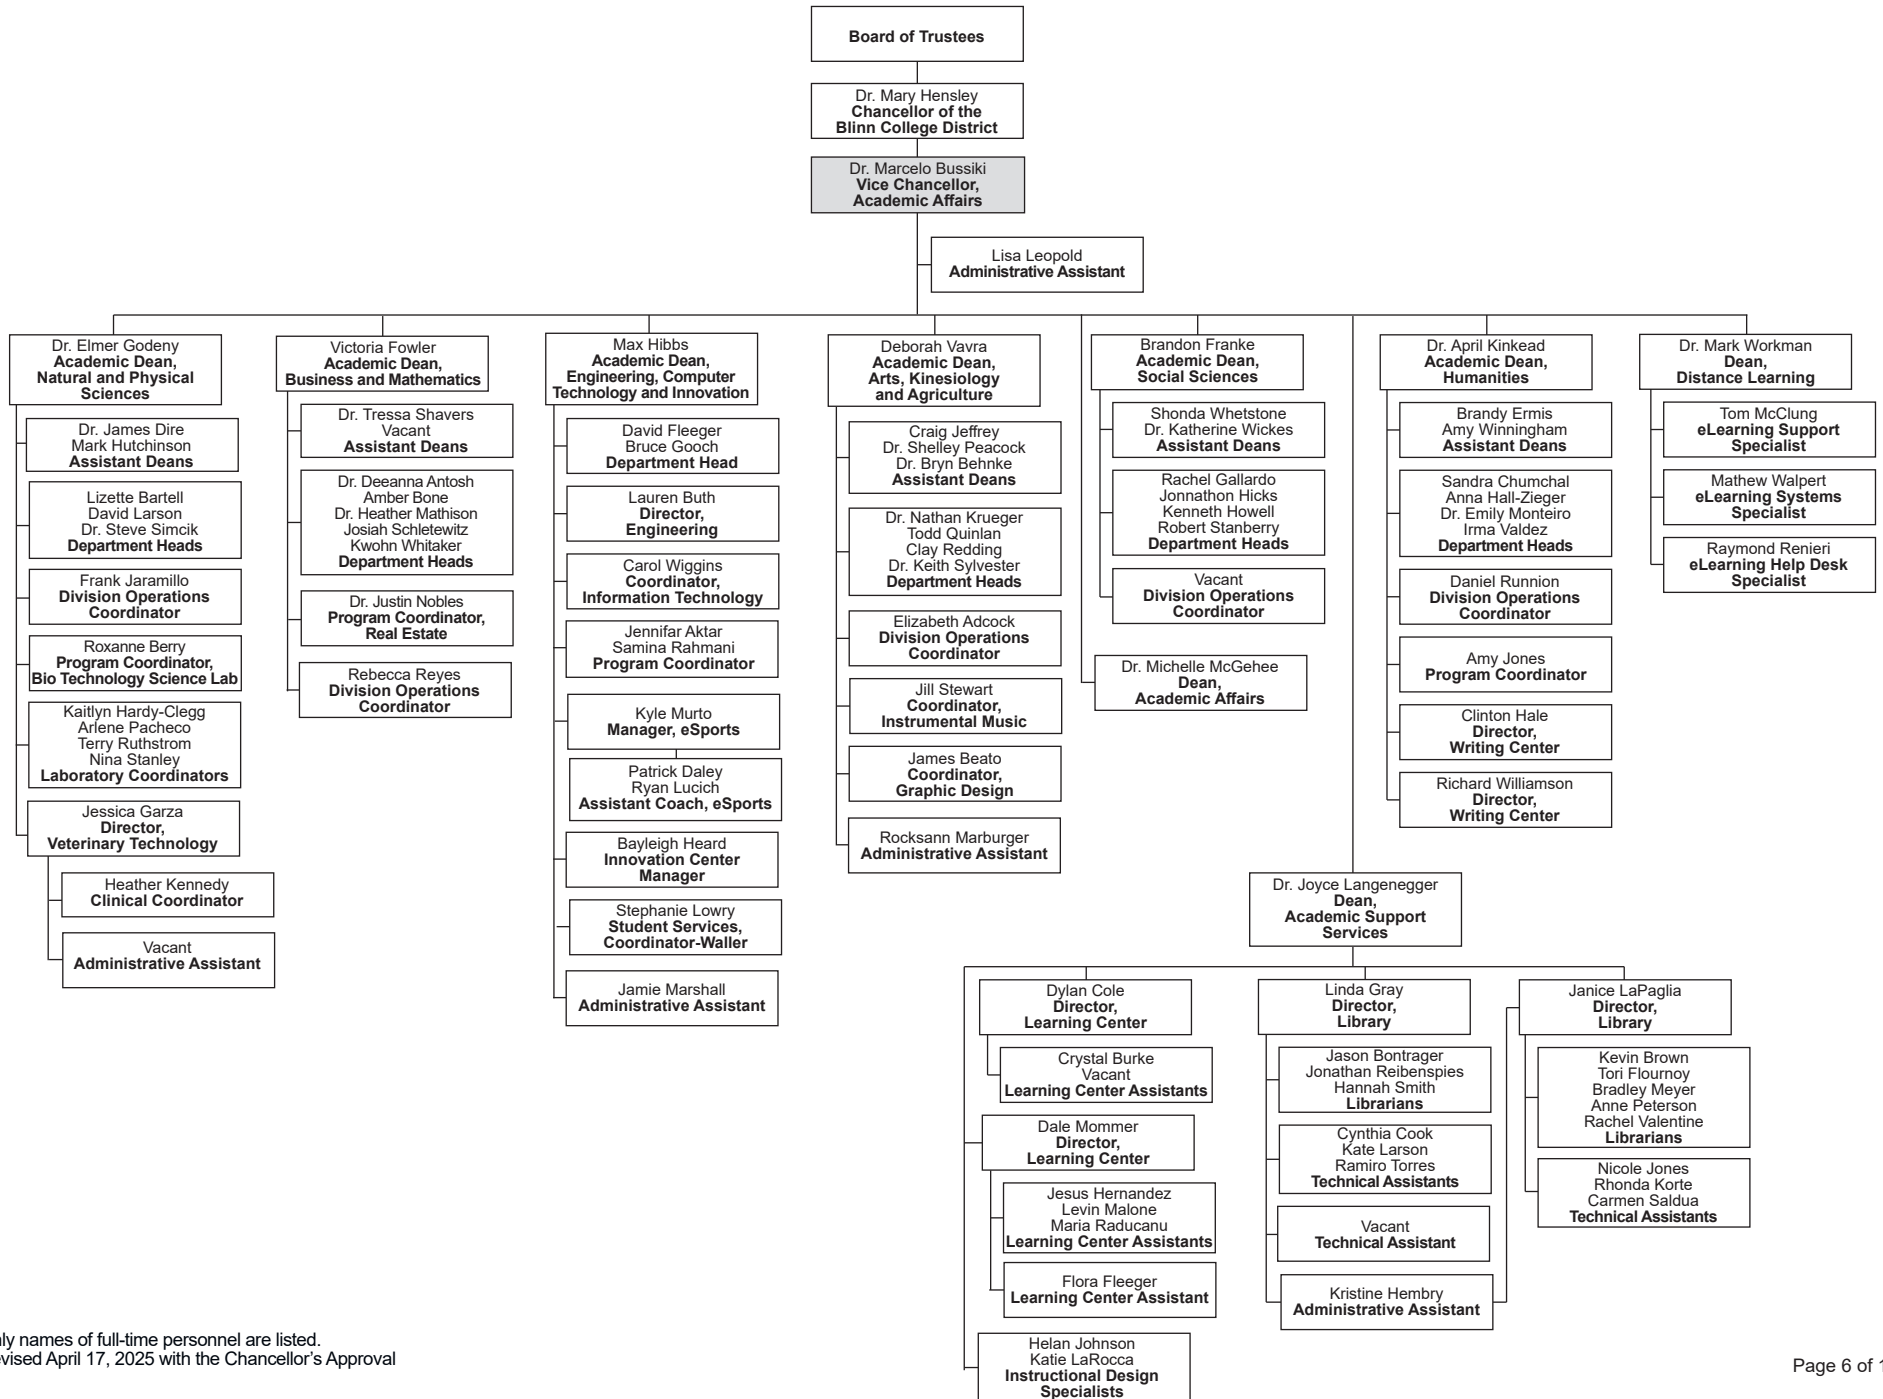 Board of Trustees
Dr. Mary Hensley
Chancellor of the
Blinn College District
Dr. Marcelo Bussiki
Vice Chancellor,
Academic Affairs
Lisa Leopold
Administrative Assistant
Dr. Elmer Godeny
Academic Dean,
Natural and Physical
Sciences
Dr. James Dire
Mark Hutchinson
Assistant Deans
Lizette Bartell
David Larson
Dr. Steve Simcik
Department Heads
Frank Jaramillo
Division Operations
Coordinator
Roxanne Berry
Program Coordinator,
Bio Technology Science Lab
Kaitlyn Hardy-Clegg
Arlene Pacheco
Terry Ruthstrom
Nina Stanley
Laboratory Coordinators
Jessica Garza
Director,
Veterinary Technology
Heather Kennedy
Clinical Coordinator
Vacant
Administrative Assistant
Victoria Fowler
Academic Dean,
Business and Mathematics
Dr. Tressa Shavers
Vacant
Assistant Deans
Dr. Deeanna Antosh
Amber Bone
Dr. Heather Mathison
Josiah Schletewitz
Kwohn Whitaker
Department Heads
Dr. Justin Nobles
Program Coordinator,
Real Estate
Rebecca Reyes
Division Operations
Coordinator
Max Hibbs
Academic Dean,
Engineering, Computer
Technology and Innovation
David Fleeger
Bruce Gooch
Department Head
Lauren Buth
Director,
Engineering
Carol Wiggins
Coordinator,
Information Technology
Jennifar Aktar
Samina Rahmani
Program Coordinator
Kyle Murto
Manager, eSports
Patrick Daley
Ryan Lucich
Assistant Coach, eSports
Bayleigh Heard
Innovation Center
Manager
Stephanie Lowry
Student Services,
Coordinator-Waller
Jamie Marshall
Administrative Assistant
Deborah Vavra
Academic Dean,
Arts, Kinesiology
and Agriculture
Craig Jeffrey
Dr. Shelley Peacock
Dr. Bryn Behnke
Assistant Deans
Dr. Nathan Krueger
Todd Quinlan
Clay Redding
Dr. Keith Sylvester
Department Heads
Elizabeth Adcock
Division Operations
Coordinator
Jill Stewart
Coordinator,
Instrumental Music
James Beato
Coordinator,
Graphic Design
Rocksann Marburger
Administrative Assistant
Brandon Franke
Academic Dean,
Social Sciences
Shonda Whetstone
Dr. Katherine Wickes
Assistant Deans
Rachel Gallardo
Jonnathon Hicks
Kenneth Howell
Robert Stanberry
Department Heads
Vacant
Division Operations
Coordinator
Dr. Michelle McGehee
Dean,
Academic Affairs
Dr. April Kinkead
Academic Dean,
Humanities
Brandy Ermis
Amy Winningham
Assistant Deans
Sandra Chumchal
Anna Hall-Zieger
Dr. Emily Monteiro
Irma Valdez
Department Heads
Daniel Runnion
Division Operations
Coordinator
Amy Jones
Program Coordinator
Clinton Hale
Director,
Writing Center
Richard Williamson
Director,
Writing Center
Dr. Mark Workman
Dean,
Distance Learning
Tom McClung
eLearning Support
Specialist
Mathew Walpert
eLearning Systems
Specialist
Raymond Renieri
eLearning Help Desk
Specialist
Dr. Joyce Langenegger
Dean,
Academic Support
Services
Dylan Cole
Director,
Learning Center
Crystal Burke
Vacant
Learning Center Assistants
Dale Mommer
Director,
Learning Center
Jesus Hernandez
Levin Malone
Maria Raducanu
Learning Center Assistants
Flora Fleeger
Learning Center Assistant
Helan Johnson
Katie LaRocca
Instructional Design
Specialists
Linda Gray
Director,
Library
Jason Bontrager
Jonathan Reibenspies
Hannah Smith
Librarians
Cynthia Cook
Kate Larson
Ramiro Torres
Technical Assistants
Vacant
Technical Assistant
Kristine Hembry
Administrative Assistant
Janice LaPaglia
Director,
Library
Kevin Brown
Tori Flournoy
Bradley Meyer
Anne Peterson
Rachel Valentine
Librarians
Nicole Jones
Rhonda Korte
Carmen Saldua
Technical Assistants
names of full-time personnel are listed.
April 17, 2025 with the Chancellor's Approval
Page 6 of